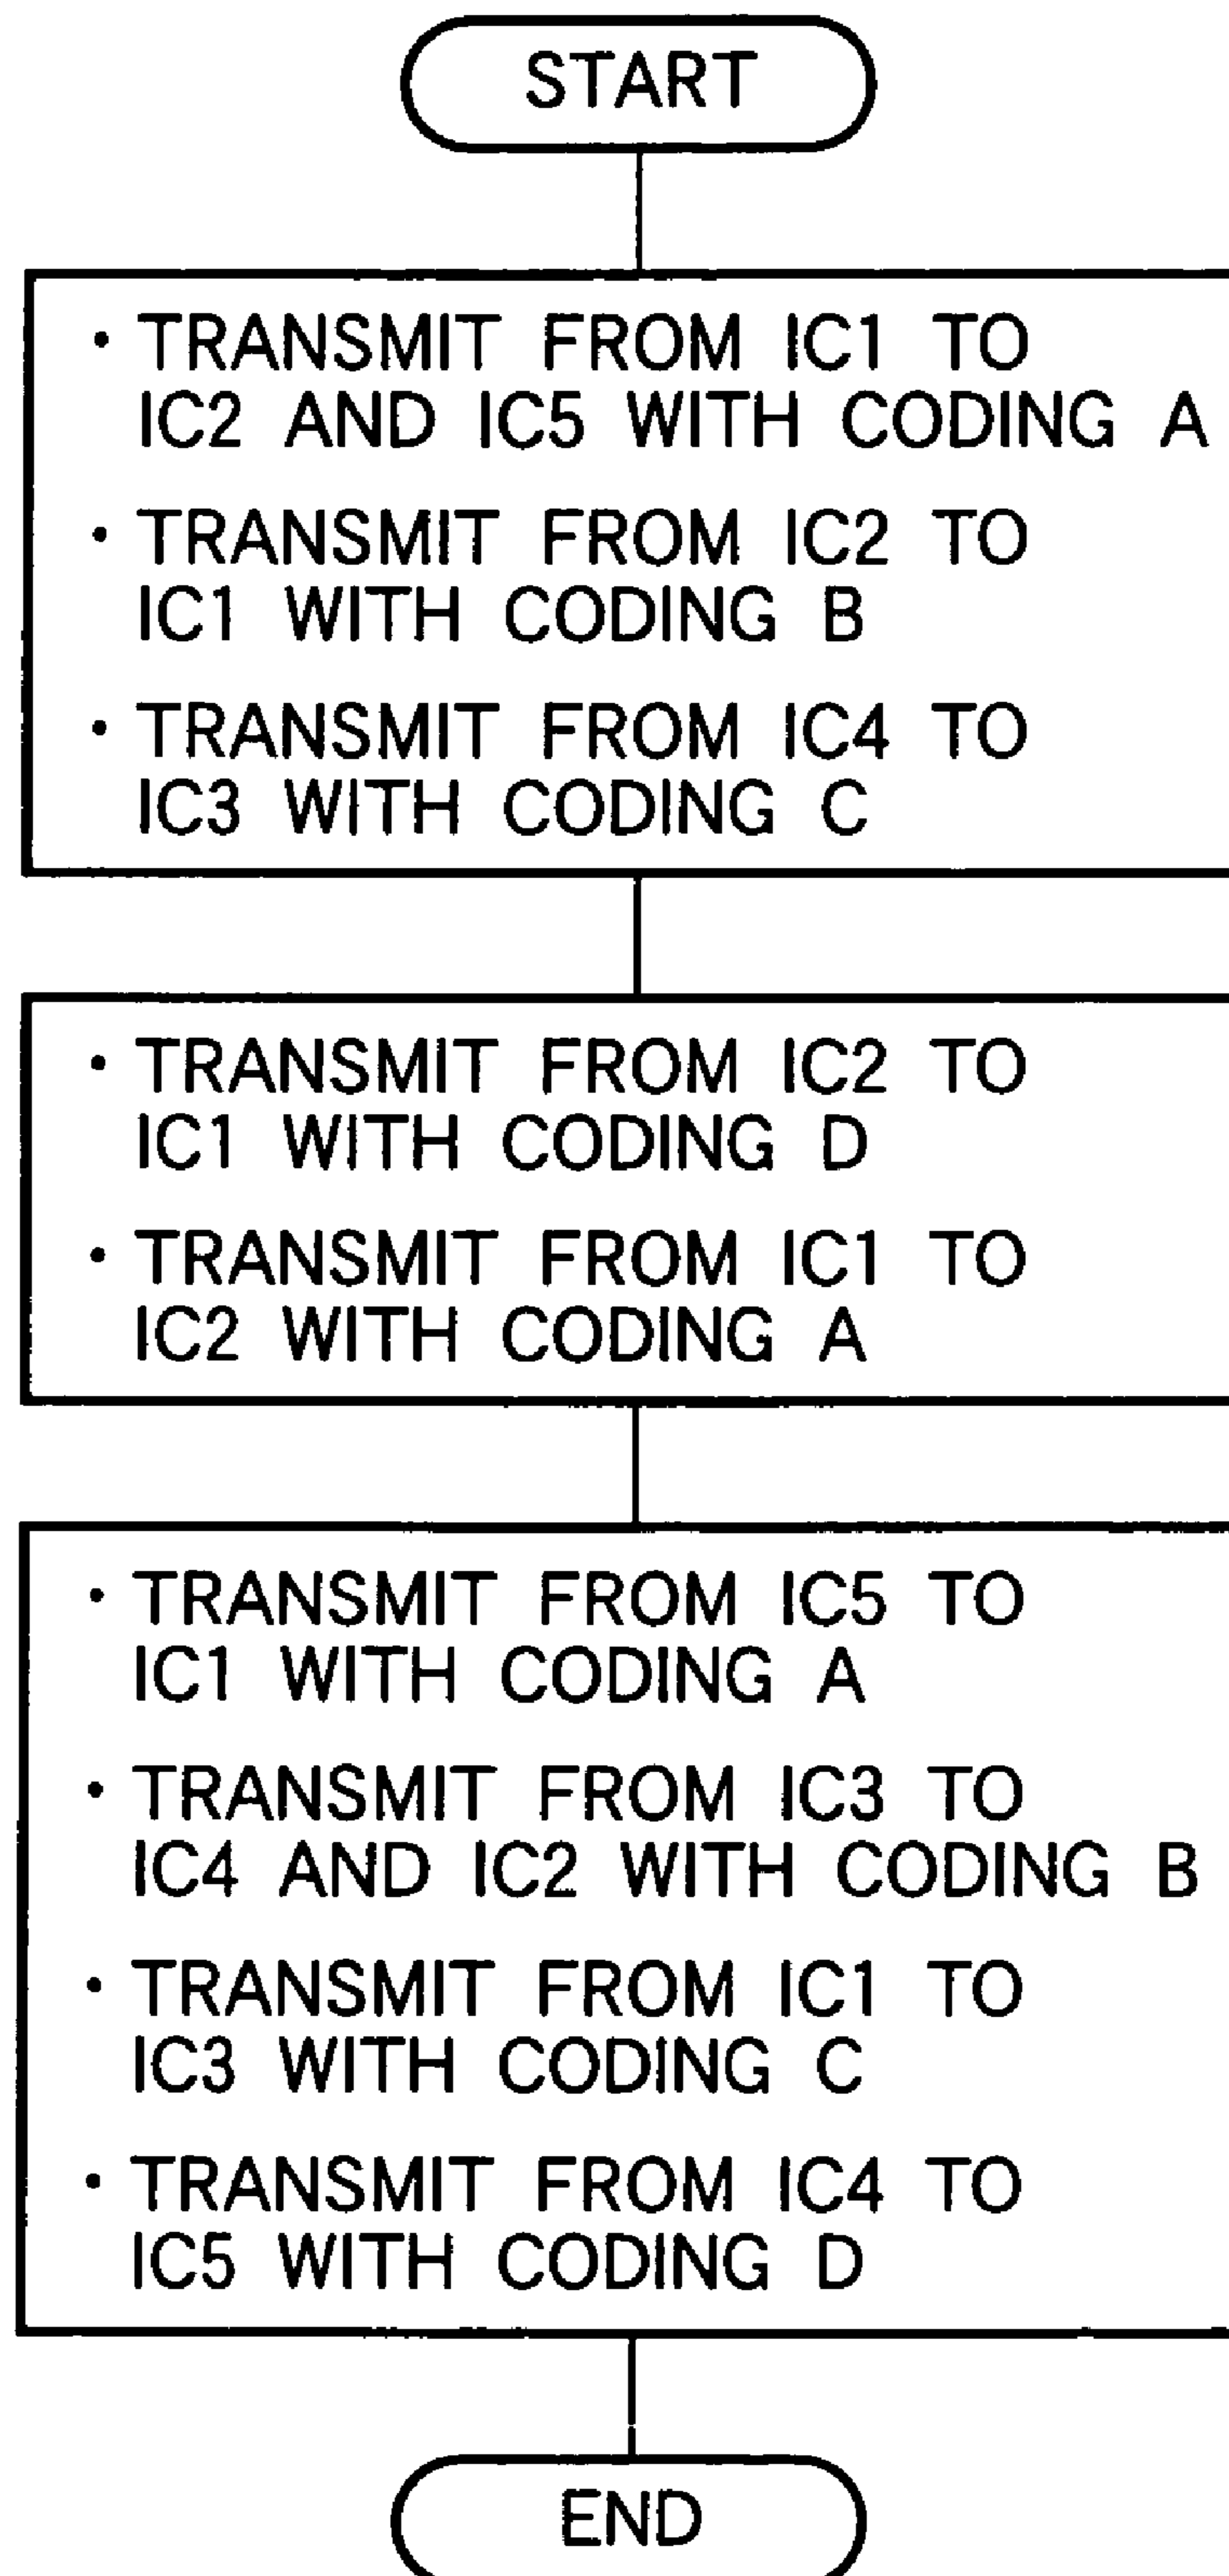 START
· TRANSMIT FROM IC1 TO
IC2 AND IC5 WITH CODING A
· TRANSMIT FROM IC2 TO
IC1 WITH CODING B
· TRANSMIT FROM IC4 TO
IC3 WITH CODING C
· TRANSMIT FROM IC2 TO
IC1 WITH CODING D
· TRANSMIT FROM IC1 TO
IC2 WITH CODING A
· TRANSMIT FROM IC5 TO
IC1 WITH CODING A
· TRANSMIT FROM IC3 TO
IC4 AND IC2 WITH CODING B
· TRANSMIT FROM IC1 TO
IC3 WITH CODING C
· TRANSMIT FROM IC4 TO
IC5 WITH CODING D
END